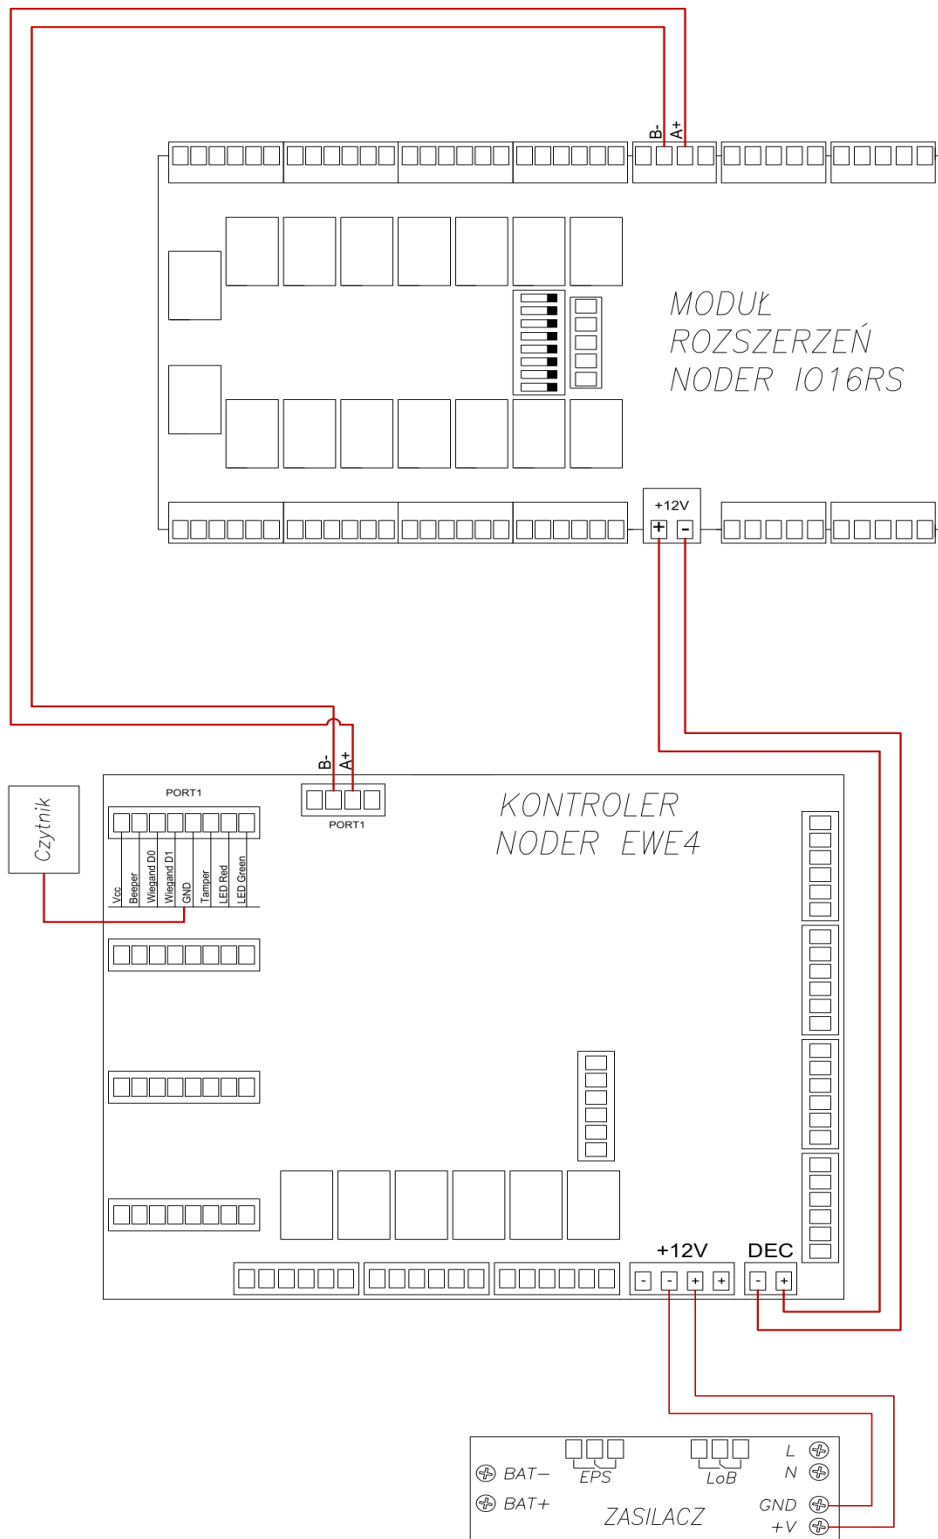 B-
A+
MODUŁ
ROZSZERZEŃ
NODER IO16RS
+12V
+ -
B-
A+
PORT1
PORT1
KONTROLER
NODER EWE4
Czytnik
Vcc
Beeper
Wiegand D0
Wiegand D1
GND
Tamper
LED Red
LED Green
+12V
DEC
- - + +
- +
L
N
BAT-
EPS
LoB
BAT+
ZASILACZ
GND
+V